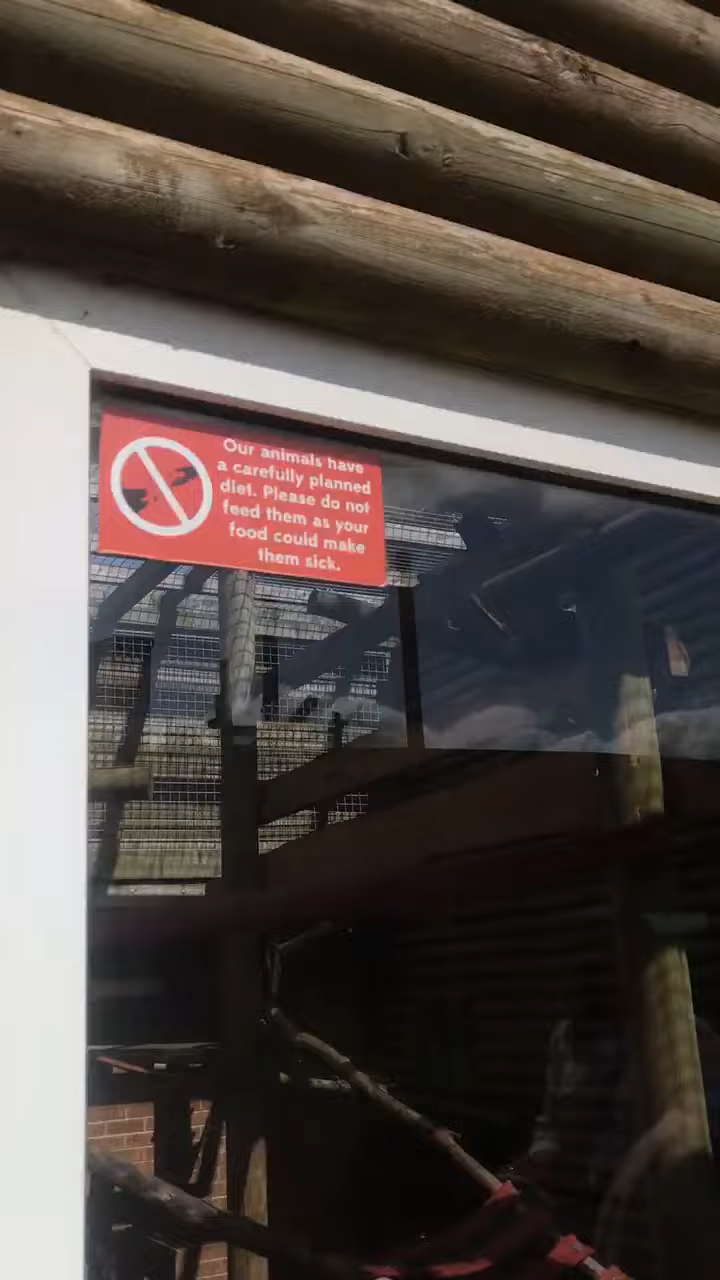 Our animals have
a carefully planned
diet. Please do not
feed them as your
food could make
them sick.